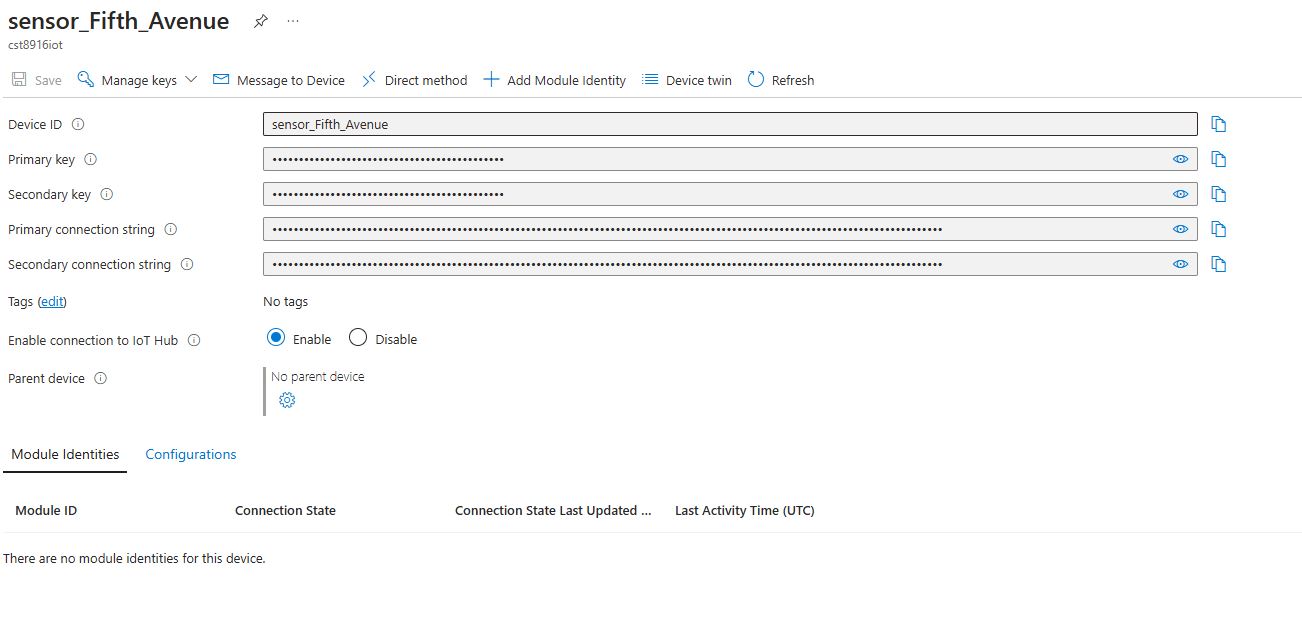 sensor_Fifth_Avenue
cst8916iot
Save Manage keys Message to Device Direct method Add Module Identity Device twin Refresh
Device ID sensor_Fifth_Avenue
Primary key
Secondary key
Primary connection string
Secondary connection string
Tags (edit) No tags
Enable connection to IoT Hub Enable Disable
Parent device No parent device
Module Identities Configurations
Module ID Connection State Connection State Last Updated ... Last Activity Time (UTC)
There are no module identities for this device.